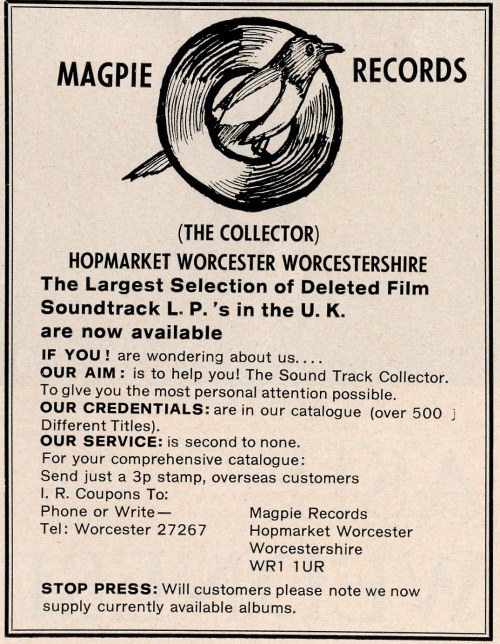 MAGPIE RECORDS
(THE COLLECTOR)
HOPMARKET WORCESTER WORCESTERSHIRE
The Largest Selection of Deleted Film
Soundtrack L. P. 's in the U. K.
are now available
IF YOU! are wondering about us....
OUR AIM: is to help you! The Sound Track Collector.
To give you the most personal attention possible.
OUR CREDENTIALS: are in our catalogue (over 500
Different Titles).
OUR SERVICE: is second to none.
For your comprehensive catalogue:
Send just a 3p stamp, overseas customers
I. R. Coupons To:
Phone or Write—
Tel: Worcester 27267
Magpie Records
Hopmarket Worcester
Worcestershire
WR1 1UR
STOP PRESS: Will customers please note we now
supply currently available albums.